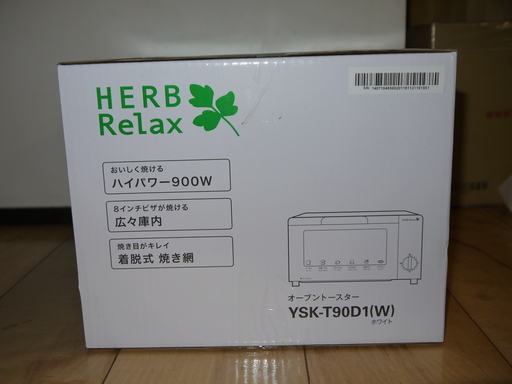 HERB
Relax
おいしく焼ける
ハイパワー900W
8インチピザが焼ける
広々庫内
焼き目がキレイ
着脱式 焼き網
オーブントースター
YSK-T90D1(W)
ホワイト